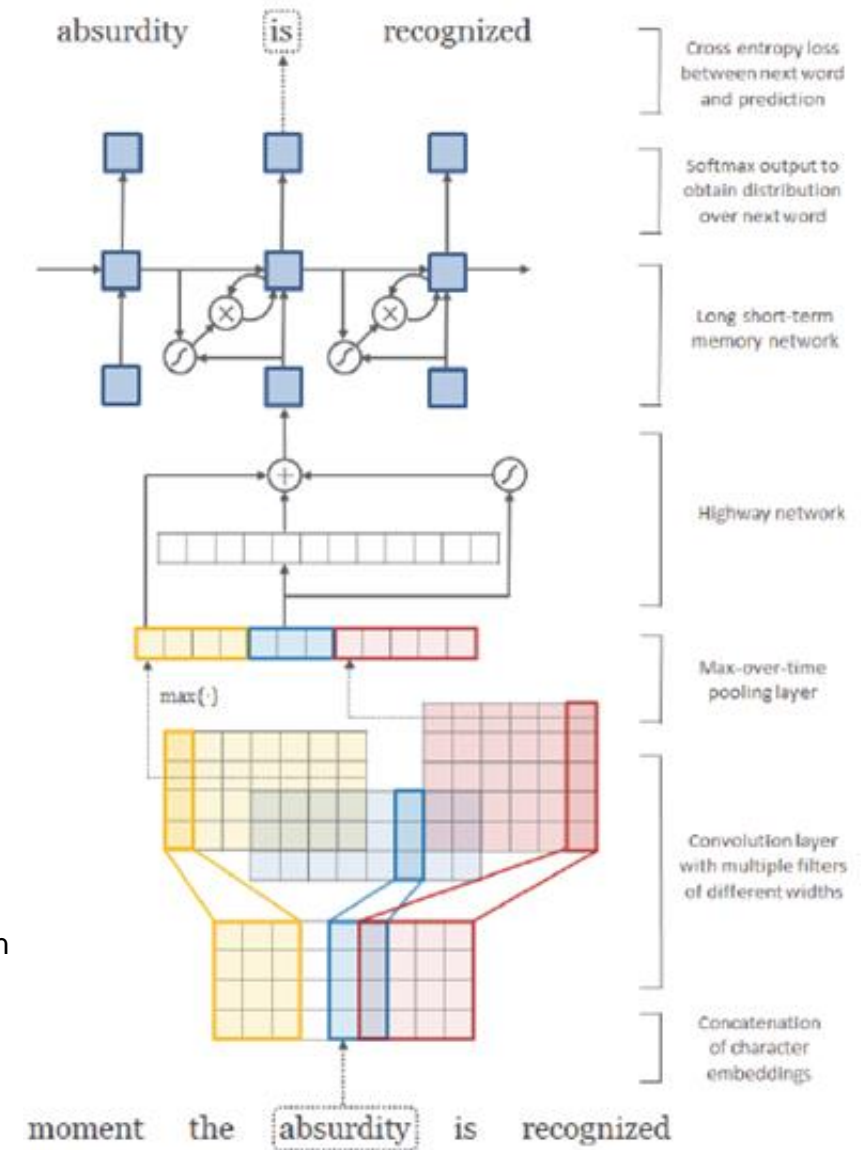 absurdity is recognized
Cross entropy loss
between next word
and prediction
Softmax output to
obtain distribution
over next word
Long short-term
memory network
Highway network
Max-over-time
pooling layer
max(·)
Convolution layer
with multiple filters
of different widths
n
Concatenation
of character
embeddings
moment the absurdity is recognized